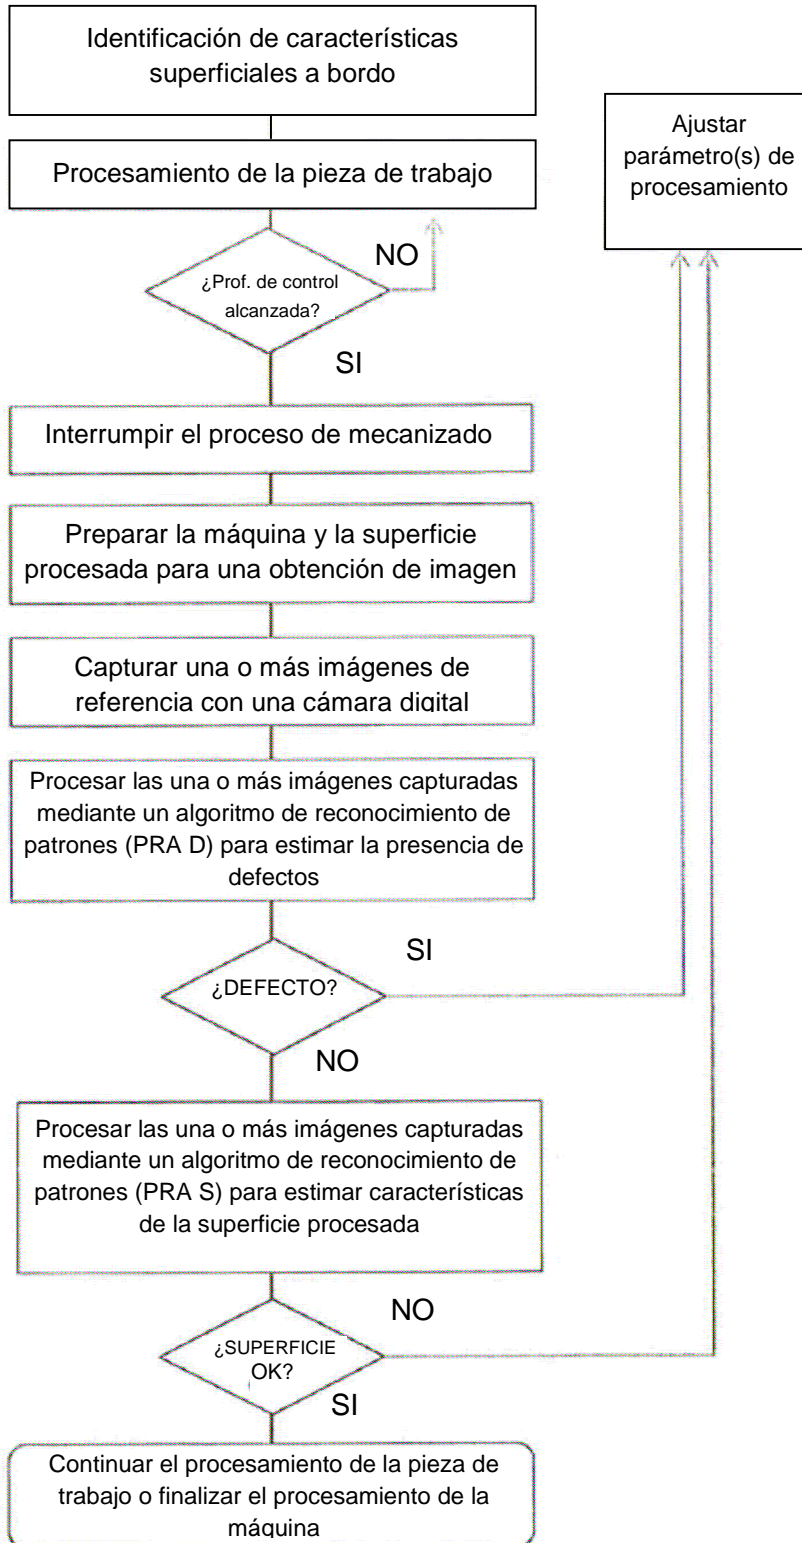 Identificación de características
superficiales a bordo
Procesamiento de la pieza de trabajo
Ajustar
parámetro(s) de
procesamiento
¿Prof. de control
alcanzada?
NO
SI
Interrumpir el proceso de mecanizado
Preparar la máquina y la superficie
procesada para una obtención de imagen
Capturar una o más imágenes de
referencia con una cámara digital
Procesar las una o más imágenes capturadas
mediante un algoritmo de reconocimiento de
patrones (PRA D) para estimar la presencia de
defectos
¿DEFECTO?
SI
NO
Procesar las una o más imágenes capturadas
mediante un algoritmo de reconocimiento de
patrones (PRA S) para estimar características
de la superficie procesada
¿SUPERFICIE
OK?
NO
SI
Continuar el procesamiento de la pieza de
trabajo o finalizar el procesamiento de la
máquina